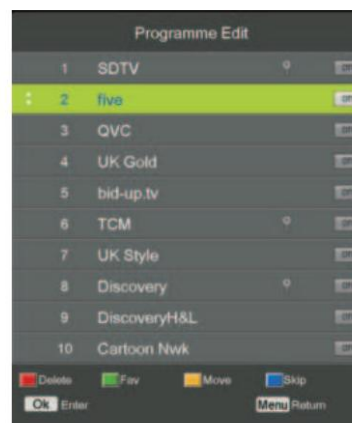 Programme Edit
1 SDTV
2 five
3 QVC
4 UK Gold
5 bid-up.tv
6 TCM
7 UK Style
8 Discovery
9 DiscoveryH&L
10 Cartoon Nwk
Delete Fav Move Skip
Ok Enter Menu Return